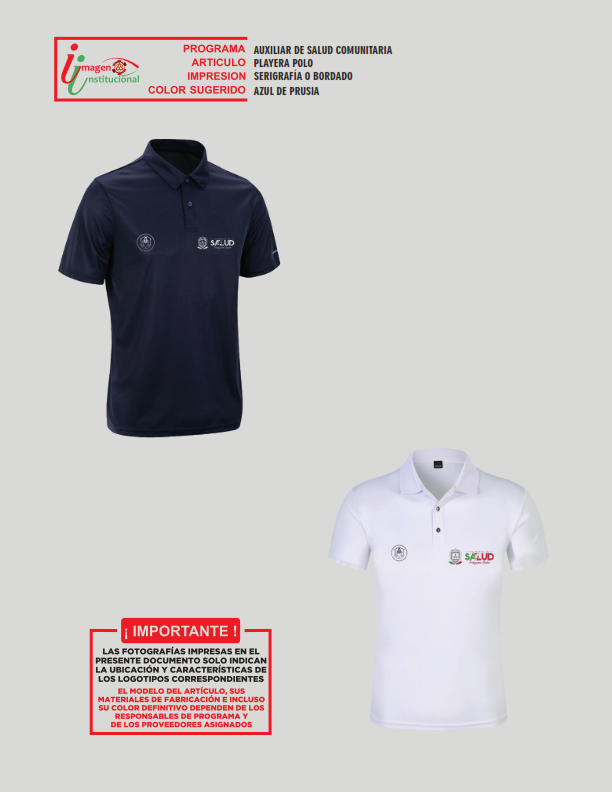 imagen
institucional
PROGRAMA AUXILIAR DE SALUD COMUNITARIA
ARTICULO PLAYERA POLO
IMPRESION SERIGRAFÍA O BORDADO
COLOR SUGERIDO AZUL DE PRUSIA
SALUD
SALUD
¡ IMPORTANTE !
LAS FOTOGRAFÍAS IMPRESAS EN EL
PRESENTE DOCUMENTO SOLO INDICAN
LA UBICACIÓN Y CARACTERÍSTICAS DE
LOS LOGOTIPOS CORRESPONDIENTES
EL MODELO DEL ARTÍCULO, SUS
MATERIALES DE FABRICACIÓN E INCLUSO
SU COLOR DEFINITIVO DEPENDEN DE LOS
RESPONSABLES DE PROGRAMA Y
DE LOS PROVEEDORES ASIGNADOS